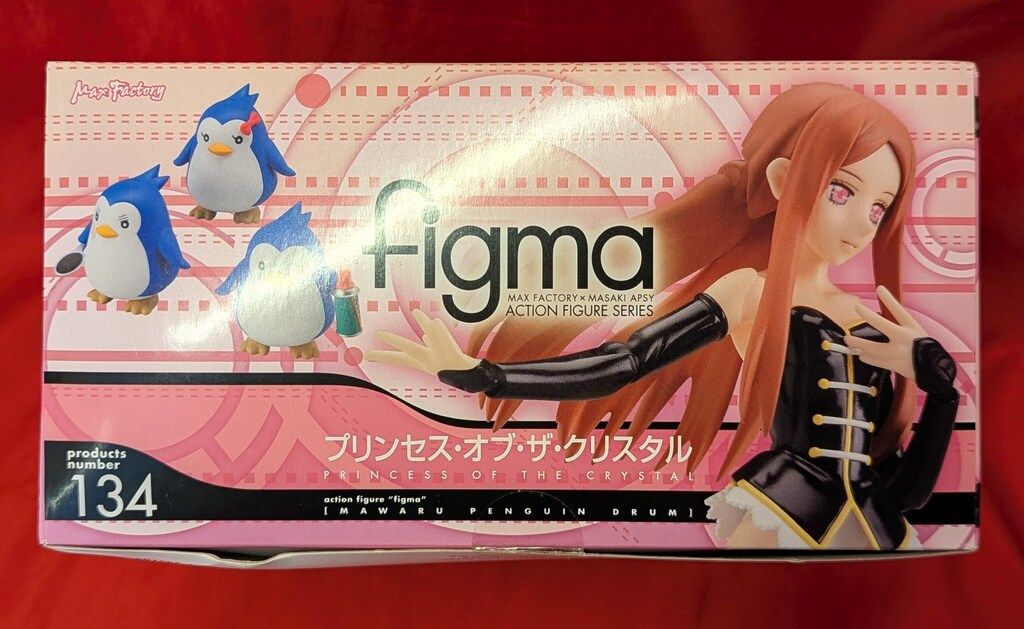 Max Factory
figma
MAX FACTORY × MASAKI APSY
ACTION FIGURE SERIES
プリンセス・オブ・ザ・クリスタル
PRINCESS OF THE CRYSTAL
products
number
134
action figure "figma"
[MAWARU PENGUIN DRUM]